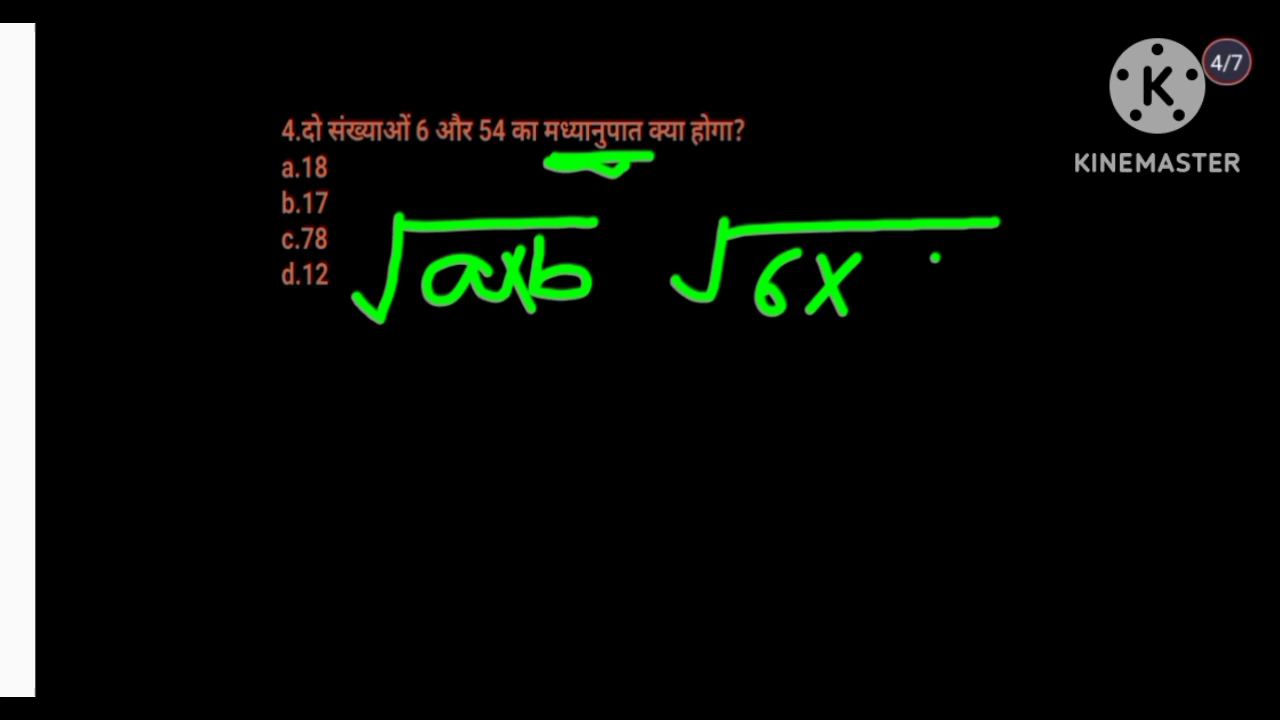 4/7
KINEMASTER
4.दो संख्याओं 6 और 54 का मध्यानुपात क्या होगा?
a.18
b.17
c.78
d.12
√axb √6x